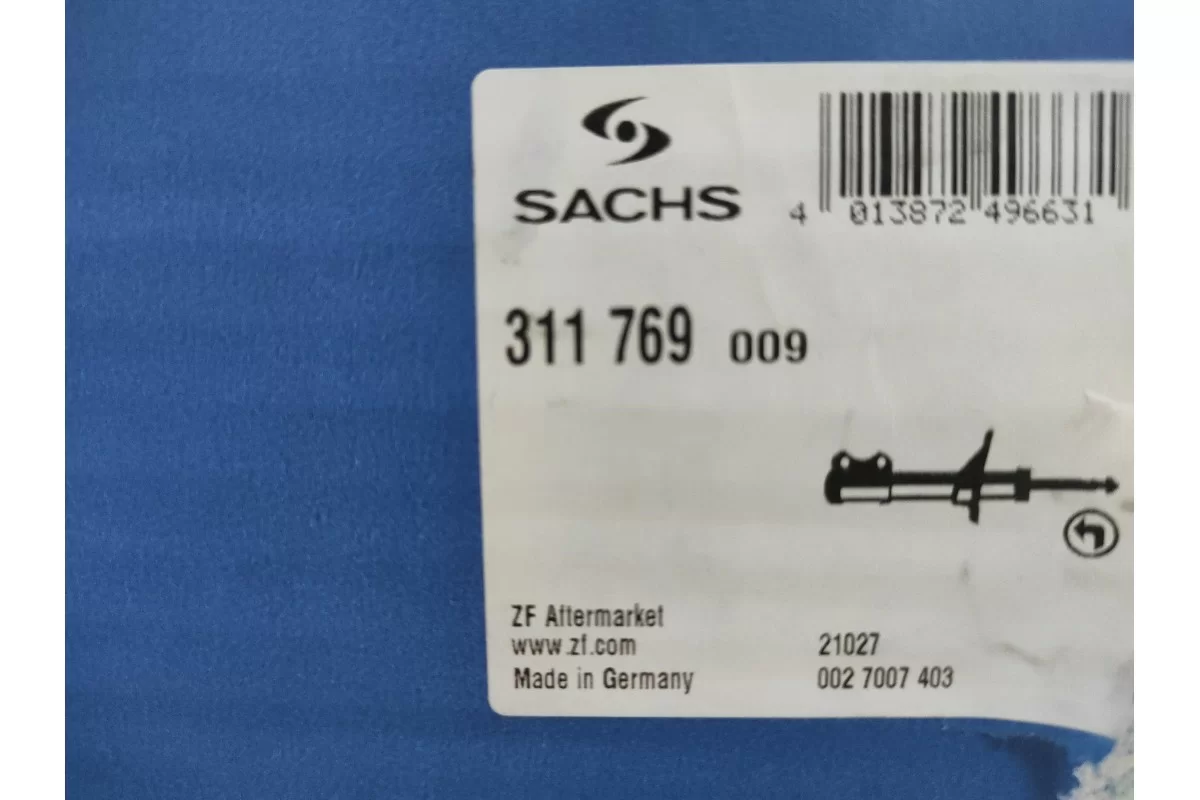 SACHS
4 013872 496631
311 769 009
ZF Aftermarket
www.zf.com
21027
Made in Germany
002 7007 403